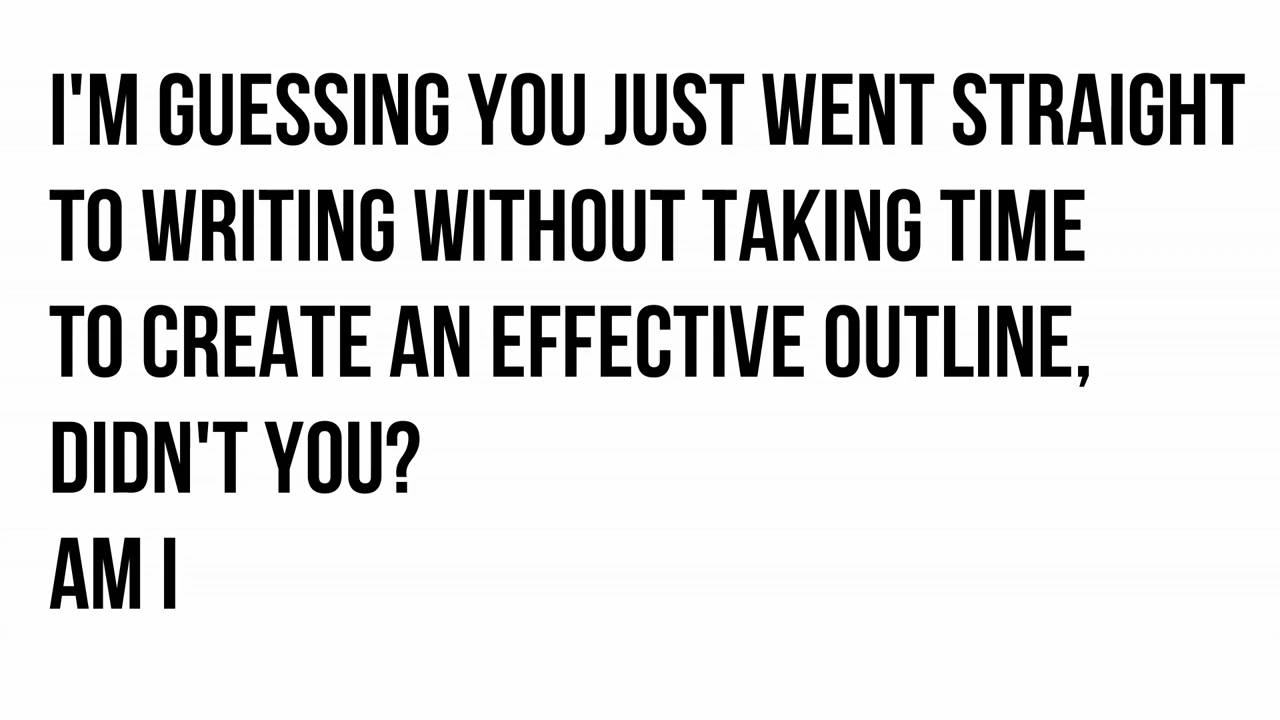 I'M GUESSING YOU JUST WENT STRAIGHT
TO WRITING WITHOUT TAKING TIME
TO CREATE AN EFFECTIVE OUTLINE,
DIDN'T YOU?
AM I